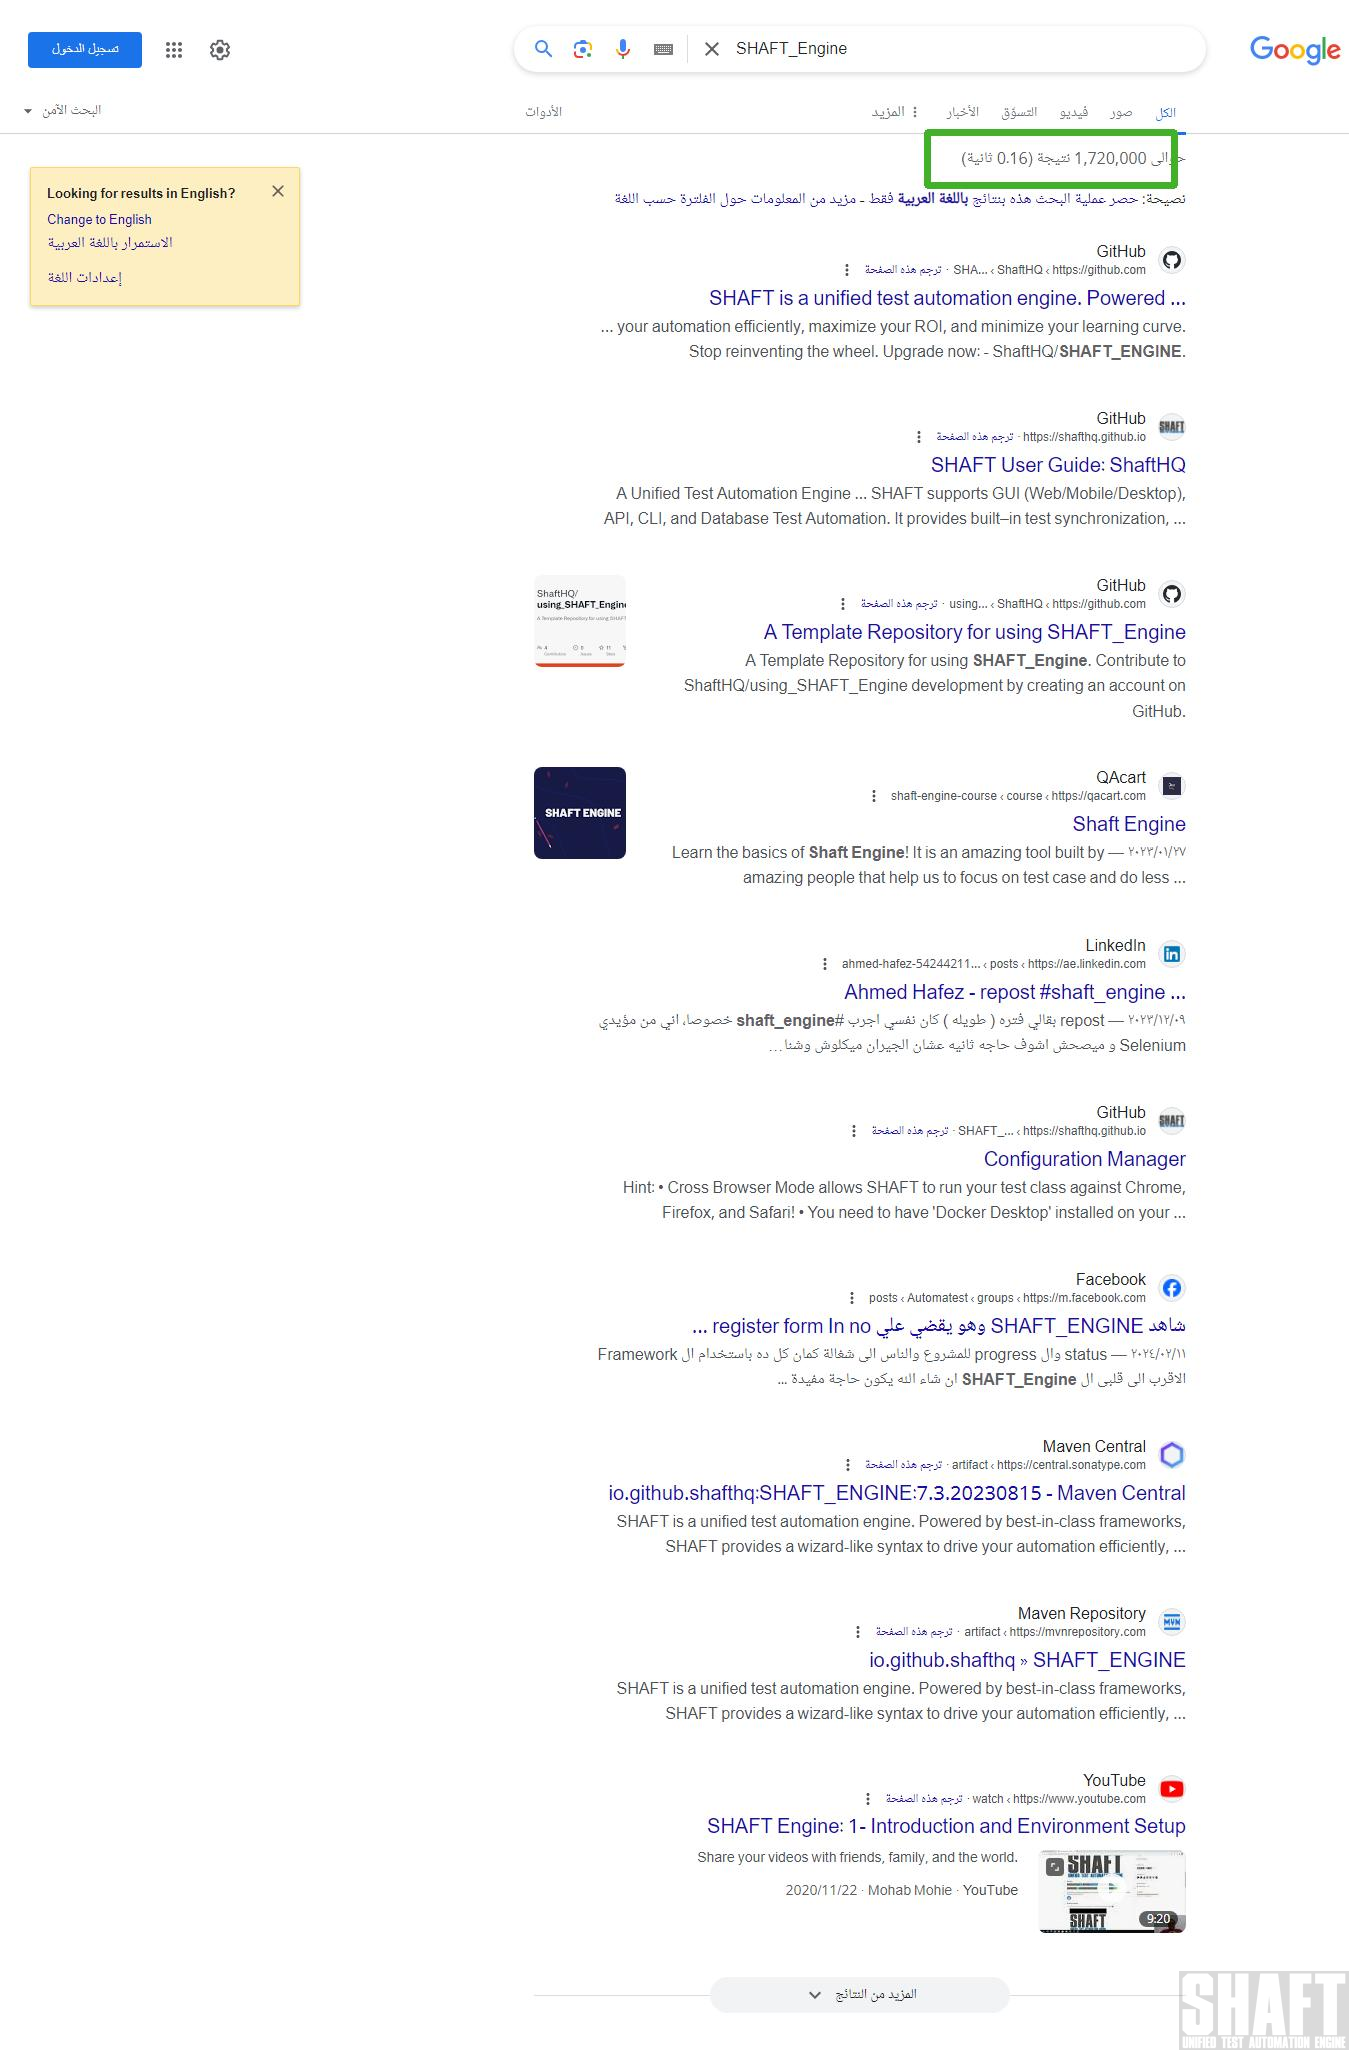 تسجيل الدخول
SHAFT_Engine
Google
الكل صور فيديو التسوّق الأخبار المزيد الأدوات
البحث الآمن
حوالى 1,720,000 نتيجة (0.16 ثانية)
Looking for results in English?
Change to English
الاستمرار باللغة العربية
إعدادات اللغة
نصيحة: حصر عملية البحث هذه بنتائج باللغة العربية فقط - مزيد من المعلومات حول الفلترة حسب اللغة
GitHub
https://github.com › ShaftHQ › SHA... · ترجم هذه الصفحة
SHAFT is a unified test automation engine. Powered ...
... your automation efficiently, maximize your ROI, and minimize your learning curve.
Stop reinventing the wheel. Upgrade now: - ShaftHQ/SHAFT_ENGINE.
SHAFT
GitHub
https://shafthq.github.io · ترجم هذه الصفحة
SHAFT User Guide: ShaftHQ
A Unified Test Automation Engine ... SHAFT supports GUI (Web/Mobile/Desktop),
API, CLI, and Database Test Automation. It provides built–in test synchronization, ...
GitHub
https://github.com › ShaftHQ › using... · ترجم هذه الصفحة
A Template Repository for using SHAFT_Engine
A Template Repository for using SHAFT_Engine. Contribute to
ShaftHQ/using_SHAFT_Engine development by creating an account on
GitHub.
ShaftHQ/
using_SHAFT_Engine
A Template Repository for using SHAFT
4 0 11
Contributors Issues Stars
QAcart
https://qacart.com › course › shaft-engine-course
Shaft Engine
٢٠٢٣/٠١/٢٧ — Learn the basics of Shaft Engine! It is an amazing tool built by
amazing people that help us to focus on test case and do less ...
SHAFT ENGINE
LinkedIn
https://ae.linkedin.com › posts › ahmed-hafez-54244211...
Ahmed Hafez - repost #shaft_engine ...
٢٠٢٣/١٢/٠٩ — repost بقالي فتره ( طويله ) كان نفسي اجرب #shaft_engine خصوصا، اني من مؤيدي
Selenium و ميصحش اشوف حاجه ثانيه عشان الجيران ميكلوش وشنا...
SHAFT
GitHub
https://shafthq.github.io › SHAFT_... · ترجم هذه الصفحة
Configuration Manager
Hint: • Cross Browser Mode allows SHAFT to run your test class against Chrome,
Firefox, and Safari! • You need to have 'Docker Desktop' installed on your ...
Facebook
https://m.facebook.com › groups › Automatest › posts
شاهد SHAFT_ENGINE وهو يقضي علي register form In no ...
٢٠٢٤/٠٢/١١ — status وال progress للمشروع والناس الى شغالة كمان كل ده باستخدام ال Framework
الاقرب الى قلبى ال SHAFT_Engine ان شاء الله يكون حاجة مفيدة ...
Maven Central
https://central.sonatype.com › artifact · ترجم هذه الصفحة
io.github.shafthq:SHAFT_ENGINE:7.3.20230815 - Maven Central
SHAFT is a unified test automation engine. Powered by best-in-class frameworks,
SHAFT provides a wizard-like syntax to drive your automation efficiently, ...
MVN
Maven Repository
https://mvnrepository.com › artifact · ترجم هذه الصفحة
io.github.shafthq » SHAFT_ENGINE
SHAFT is a unified test automation engine. Powered by best-in-class frameworks,
SHAFT provides a wizard-like syntax to drive your automation efficiently, ...
YouTube
https://www.youtube.com › watch · ترجم هذه الصفحة
SHAFT Engine: 1- Introduction and Environment Setup
Share your videos with friends, family, and the world.
YouTube · Mohab Mohie · 2020/11/22
SHAFT
SHAFT
9:20
المزيد من النتائج
SHAFT
UNIFIED TEST AUTOMATION ENGINE